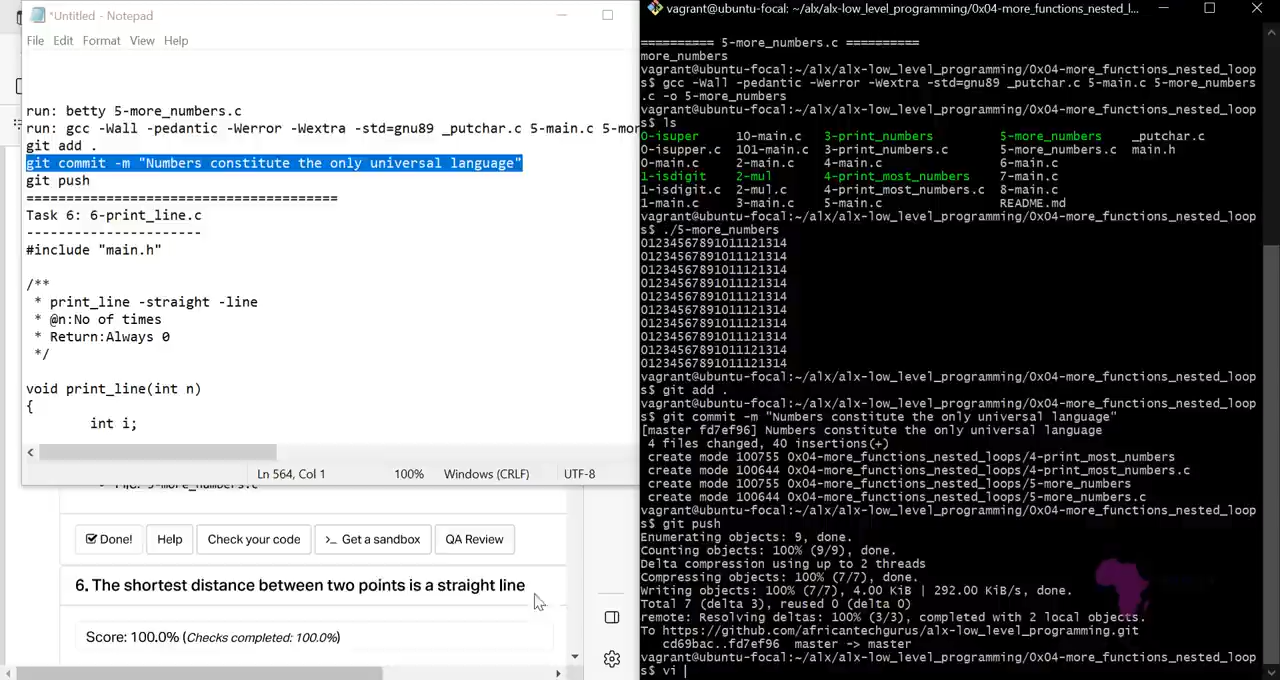 *Untitled - Notepad
File Edit Format View Help
run: betty 5-more_numbers.c
run: gcc -Wall -pedantic -Werror -Wextra -std=gnu89 _putchar.c 5-main.c 5-mo
git add .
git commit -m "Numbers constitute the only universal language"
git push
=====================================
Task 6: 6-print_line.c
----------------------
#include "main.h"
/**
* print_line -straight -line
* @n:No of times
* Return:Always 0
*/
void print_line(int n)
{
int i;
Ln 564, Col 1 100% Windows (CRLF) UTF-8
5-more_numbers.c
Done! Help Check your code >_ Get a sandbox QA Review
6. The shortest distance between two points is a straight line
Score: 100.0% (Checks completed: 100.0%)
vagrant@ubuntu-focal: ~/alx/alx-low_level_programming/0x04-more_functions_nested_l...
========== 5-more_numbers.c ==========
more_numbers
vagrant@ubuntu-focal:~/alx/alx-low_level_programming/0x04-more_functions_nested_loop
s$ gcc -Wall -pedantic -Werror -Wextra -std=gnu89 _putchar.c 5-main.c 5-more_numbers
.c -o 5-more_numbers
vagrant@ubuntu-focal:~/alx/alx-low_level_programming/0x04-more_functions_nested_loop
s$ ls
0-isuper 10-main.c 3-print_numbers 5-more_numbers _putchar.c
0-isupper.c 101-main.c 3-print_numbers.c 5-more_numbers.c main.h
0-main.c 2-main.c 4-main.c 6-main.c
1-isdigit 2-mul 4-print_most_numbers 7-main.c
1-isdigit.c 2-mul.c 4-print_most_numbers.c 8-main.c
1-main.c 3-main.c 5-main.c README.md
vagrant@ubuntu-focal:~/alx/alx-low_level_programming/0x04-more_functions_nested_loop
s$ ./5-more_numbers
01234567891011121314
01234567891011121314
01234567891011121314
01234567891011121314
01234567891011121314
01234567891011121314
01234567891011121314
01234567891011121314
01234567891011121314
01234567891011121314
vagrant@ubuntu-focal:~/alx/alx-low_level_programming/0x04-more_functions_nested_loop
s$ git add .
vagrant@ubuntu-focal:~/alx/alx-low_level_programming/0x04-more_functions_nested_loop
s$ git commit -m "Numbers constitute the only universal language"
[master fd7ef96] Numbers constitute the only universal language
4 files changed, 40 insertions(+)
create mode 100755 0x04-more_functions_nested_loops/4-print_most_numbers
create mode 100644 0x04-more_functions_nested_loops/4-print_most_numbers.c
create mode 100755 0x04-more_functions_nested_loops/5-more_numbers
create mode 100644 0x04-more_functions_nested_loops/5-more_numbers.c
vagrant@ubuntu-focal:~/alx/alx-low_level_programming/0x04-more_functions_nested_loop
s$ git push
Enumerating objects: 9, done.
Counting objects: 100% (9/9), done.
Delta compression using up to 2 threads
Compressing objects: 100% (7/7), done.
Writing objects: 100% (7/7), 4.00 KiB | 292.00 KiB/s, done.
Total 7 (delta 3), reused 0 (delta 0)
remote: Resolving deltas: 100% (3/3), completed with 2 local objects.
To https://github.com/africantechgurus/alx-low_level_programming.git
cd69bac..fd7ef96 master -> master
vagrant@ubuntu-focal:~/alx/alx-low_level_programming/0x04-more_functions_nested_loop
s$ vi